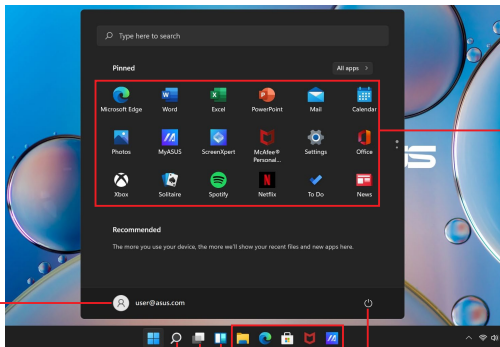 Type here to search
Pinned
All apps >
Microsoft Edge Word Excel PowerPoint Mail Calendar
Photos MyASUS ScreenXpert McAfee® Personal... Settings Office
Xbox Solitaire Spotify Netflix To Do News
Recommended
The more you use your device, the more we'll show your recent files and new apps here.
user@asus.com